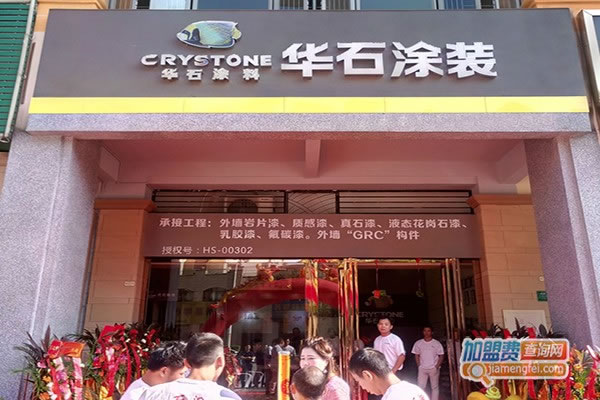 CRYSTONE
华石涂料
华石涂装
承接工程：外墙岩片漆、质感漆、真石漆、液态花岗石漆、
乳胶漆、氟碳漆。外墙“GRC”构件
授权号：HS-00302
CRYSTONE
加盟费查询网
jiamengfei.com